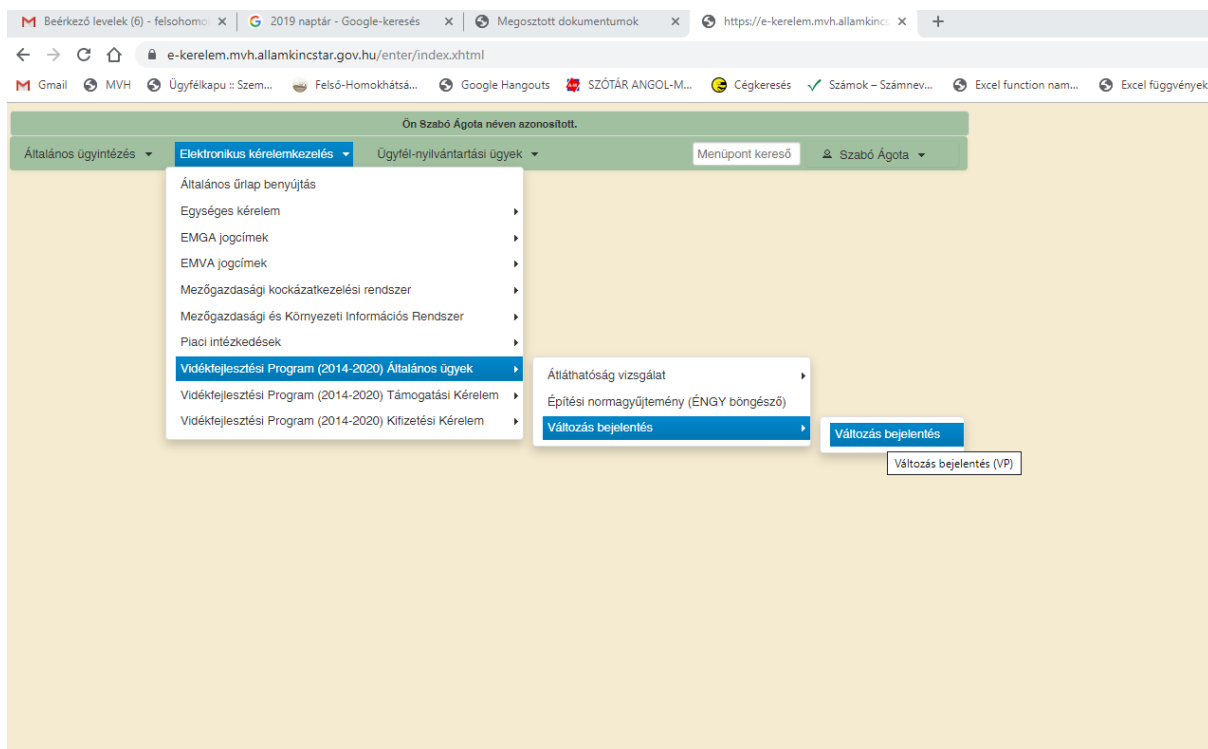 Beérkező levelek (6) - felsohomo
2019 naptár - Google-keresés
Megosztott dokumentumok
https://e-kerelem.mvh.allamkincs
e-kerelem.mvh.allamkincstar.gov.hu/enter/index.xhtml
Gmail MVH Ügyfélkapu :: Szem... Felső-Homokhátsá... Google Hangouts SZÓTÁR ANGOL-M... Cégkeresés Számok – Számnev... Excel function nam... Excel függvények
Ön Szabó Ágota néven azonosított.
Általános ügyintézés Elektronikus kérelemkezelés Ügyfél-nyilvántartási ügyek Menüpont kereső Szabó Ágota
Általános űrlap benyújtás
Egységes kérelem
EMGA jogcímek
EMVA jogcímek
Mezőgazdasági kockázatkezelési rendszer
Mezőgazdasági és Környezeti Információs Rendszer
Piaci intézkedések
Vidékfejlesztési Program (2014-2020) Általános ügyek
Vidékfejlesztési Program (2014-2020) Támogatási Kérelem
Vidékfejlesztési Program (2014-2020) Kifizetési Kérelem
Átláthatóság vizsgálat
Építési normagyűjtemény (ÉNGY böngésző)
Változás bejelentés
Változás bejelentés
Változás bejelentés (VP)